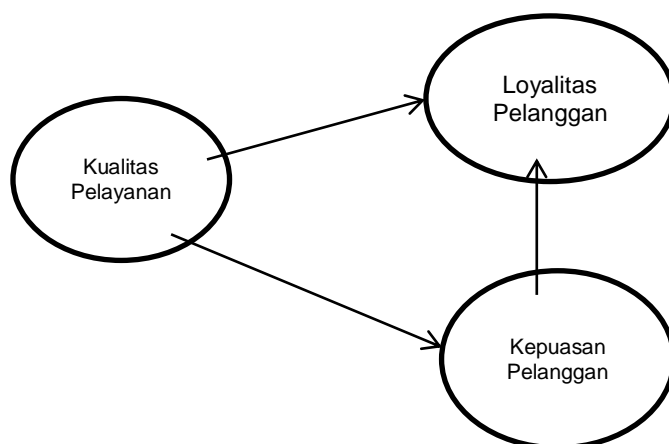 Loyalitas
Pelanggan
Kualitas
Pelayanan
Kepuasan
Pelanggan